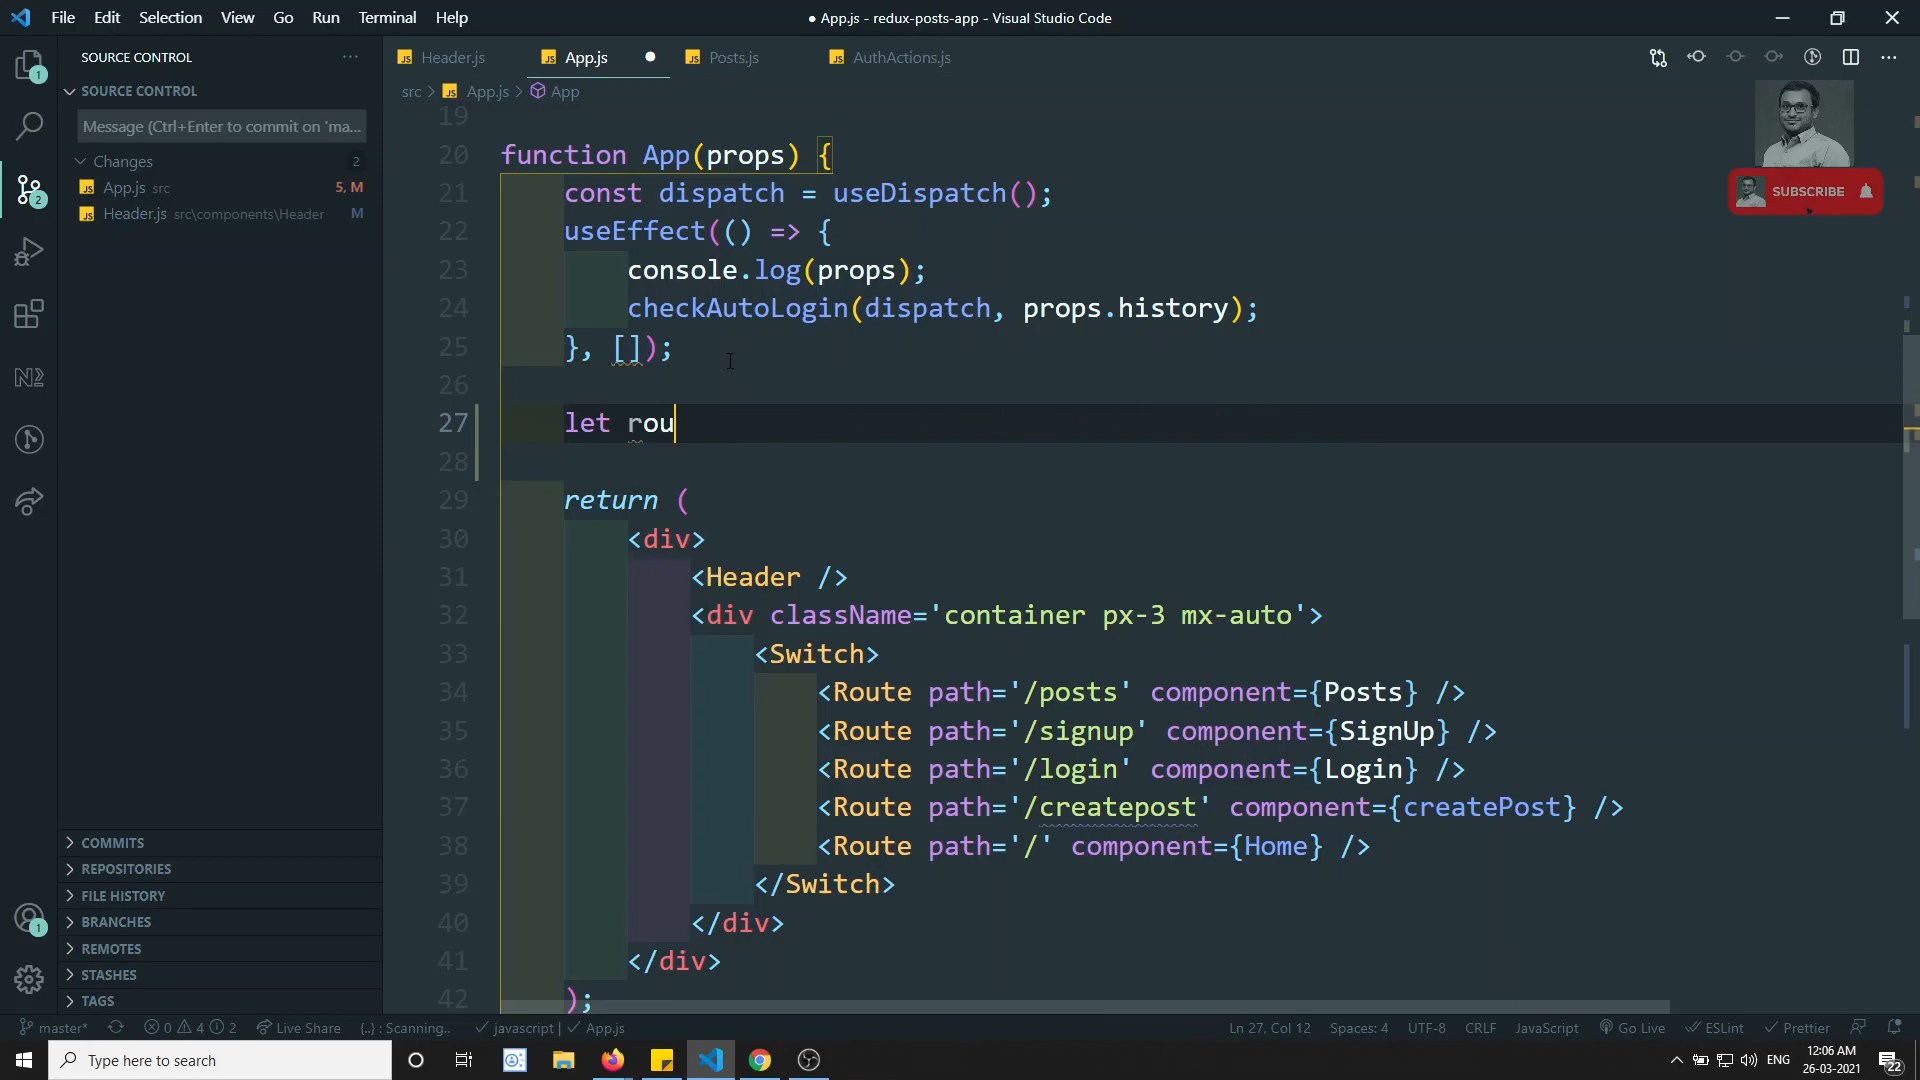 File Edit Selection View Go Run Terminal Help
● App.js - redux-posts-app - Visual Studio Code
SOURCE CONTROL
Header.js App.js Posts.js AuthActions.js
SOURCE CONTROL
src > App.js > App
Message (Ctrl+Enter to commit on 'ma...
Changes 2
App.js src 5, M
Header.js src\components\Header M
1
2
1
SUBSCRIBE
19
20 function App(props) {
21 const dispatch = useDispatch();
22 useEffect(() => {
23 console.log(props);
24 checkAutoLogin(dispatch, props.history);
25 }, []);
26
27 let rou
28
29 return (
30 <div>
31 <Header />
32 <div className='container px-3 mx-auto'>
33 <Switch>
34 <Route path='/posts' component={Posts} />
35 <Route path='/signup' component={SignUp} />
36 <Route path='/login' component={Login} />
37 <Route path='/createpost' component={createPost} />
38 <Route path='/' component={Home} />
39 </Switch>
40 </div>
41 </div>
42 );
COMMITS
REPOSITORIES
FILE HISTORY
BRANCHES
REMOTES
STASHES
TAGS
master* 0 4 2 Live Share {..} : Scanning.. javascript | App.js Ln 27, Col 12 Spaces: 4 UTF-8 CRLF JavaScript Go Live ESLint Prettier
Type here to search
ENG
12:06 AM
26-03-2021
22